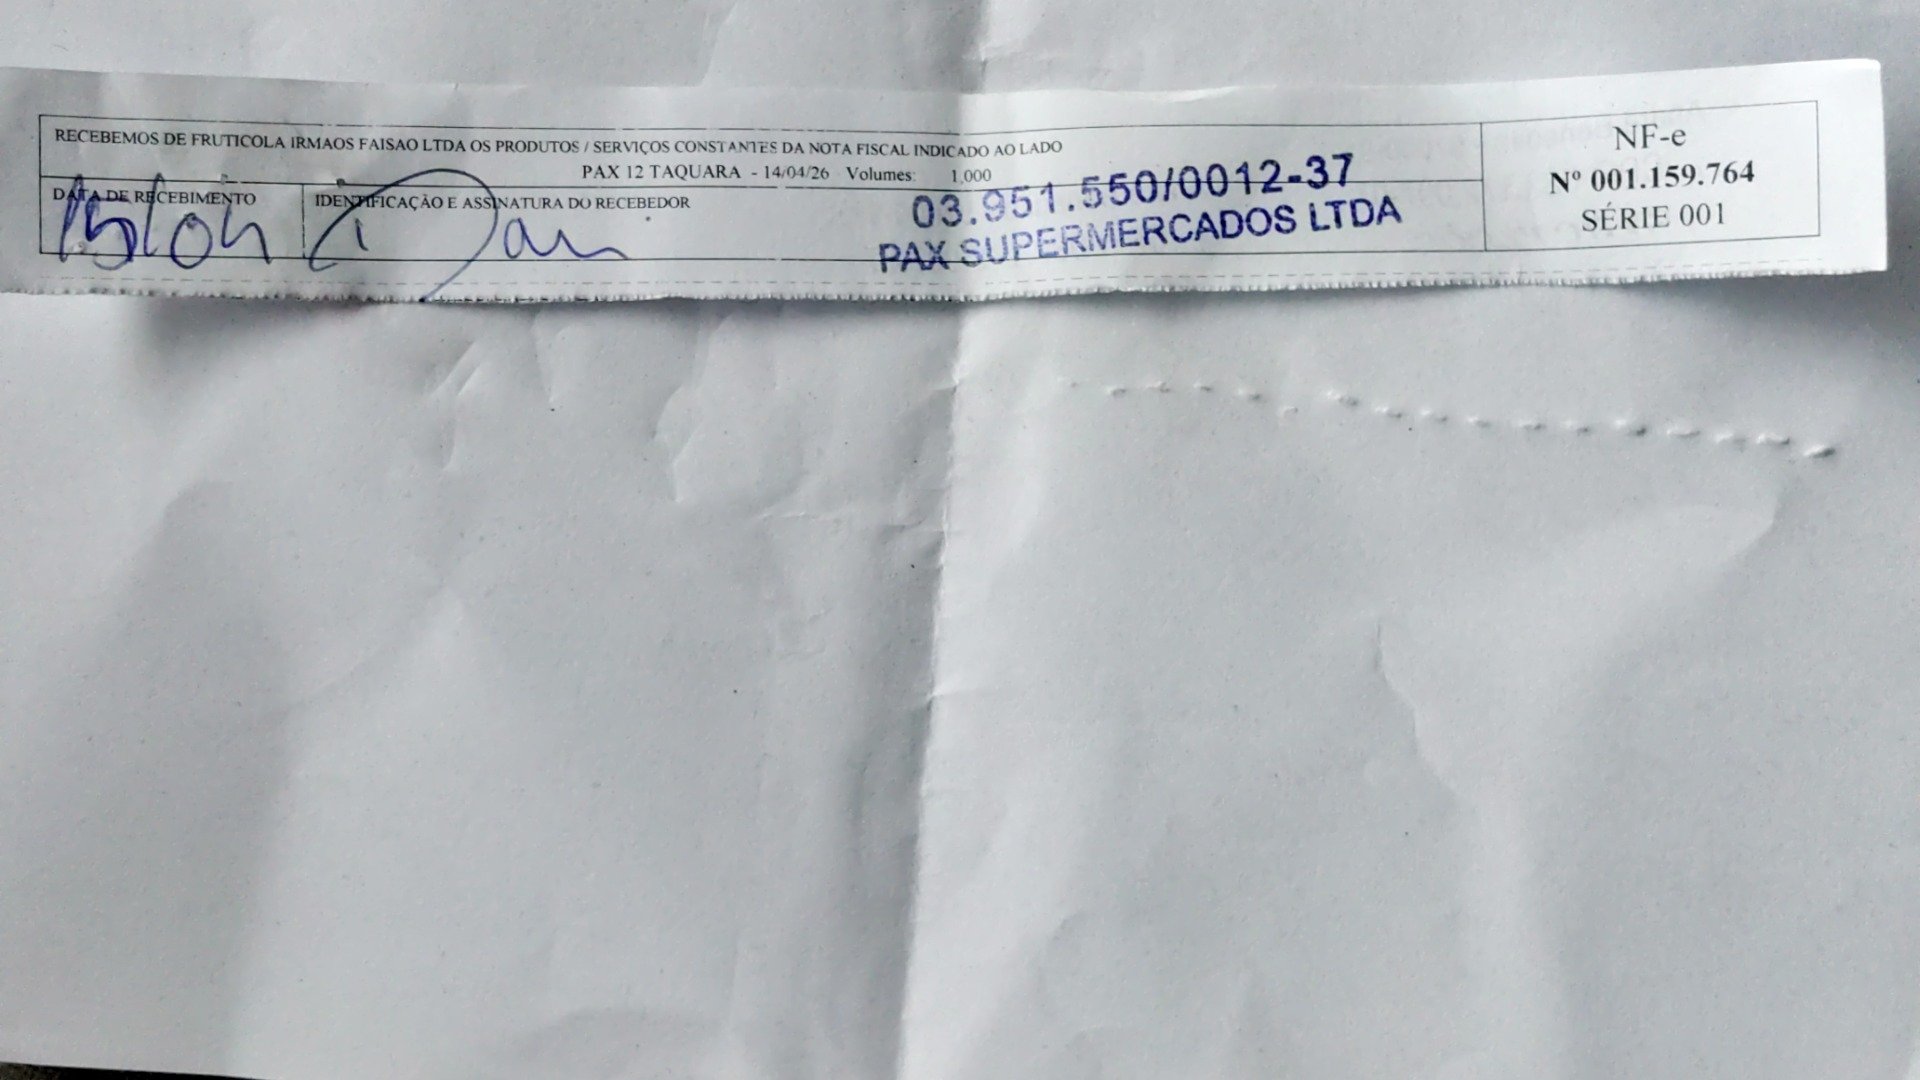 RECEBEMOS DE FRUTICOLA IRMAOS FAISAO LTDA OS PRODUTOS / SERVIÇOS CONSTANTES DA NOTA FISCAL INDICADO AO LADO
PAX 12 TAQUARA - 14/04/26 Volumes: 1,000
DATA DE RECEBIMENTO
15/04
IDENTIFICAÇÃO E ASSINATURA DO RECEBEDOR
03.951.550/0012-37
PAX SUPERMERCADOS LTDA
NF-e
Nº 001.159.764
SÉRIE 001